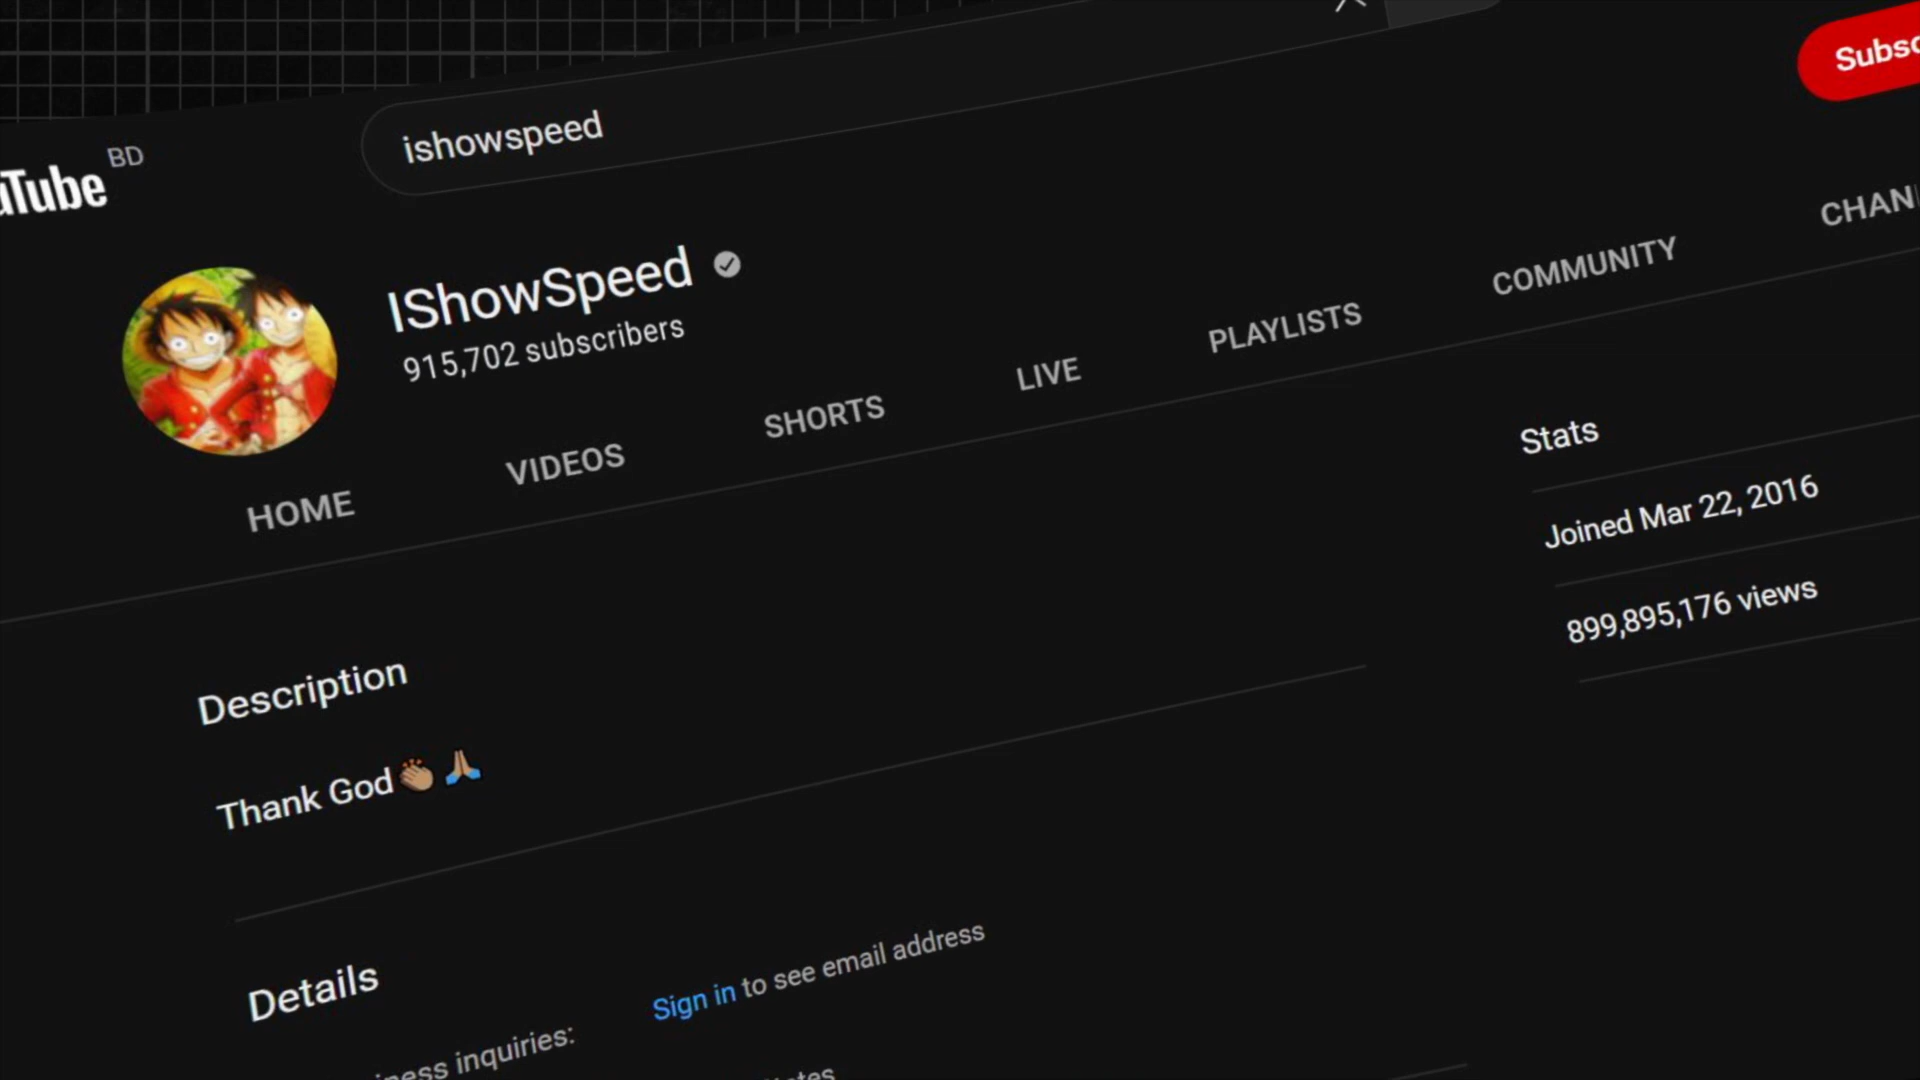 uTube BD
ishowspeed
IShowSpeed
915,702 subscribers
HOME
VIDEOS
SHORTS
LIVE
PLAYLISTS
COMMUNITY
Description
Thank God👏🏽 🙏🏽
Details
inquiries:
Sign in to see email address
Stats
Joined Mar 22, 2016
899,895,176 views